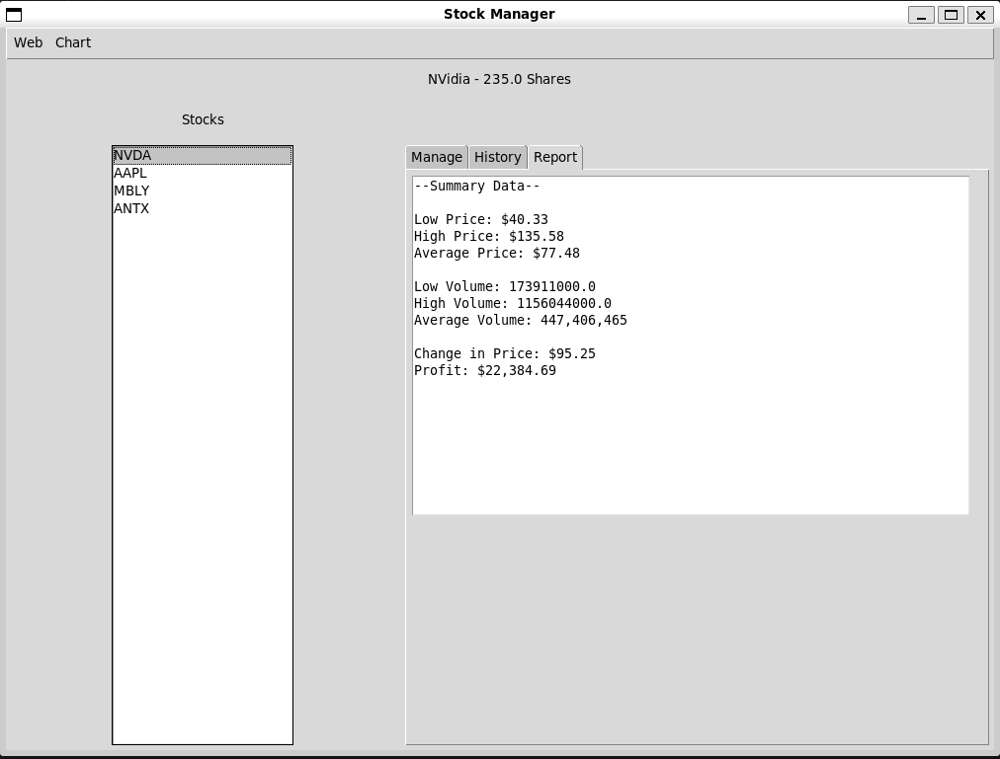 Stock Manager
Web Chart
NVidia - 235.0 Shares
Stocks
NVDA
AAPL
MBLY
ANTX
Manage History Report
--Summary Data--
Low Price: $40.33
High Price: $135.58
Average Price: $77.48
Low Volume: 173911000.0
High Volume: 1156044000.0
Average Volume: 447,406,465
Change in Price: $95.25
Profit: $22,384.69